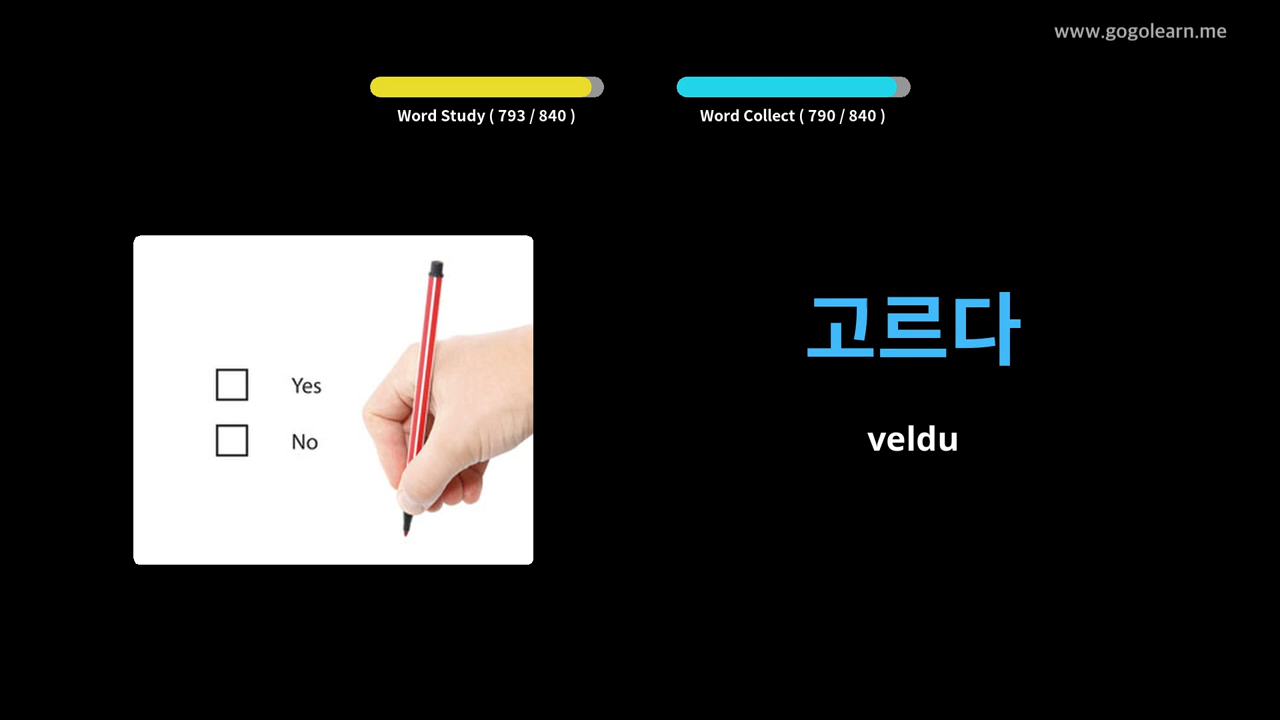 www.gogolearn.me
Word Study ( 793 / 840 )
Word Collect ( 790 / 840 )
Yes
No
고르다
veldu